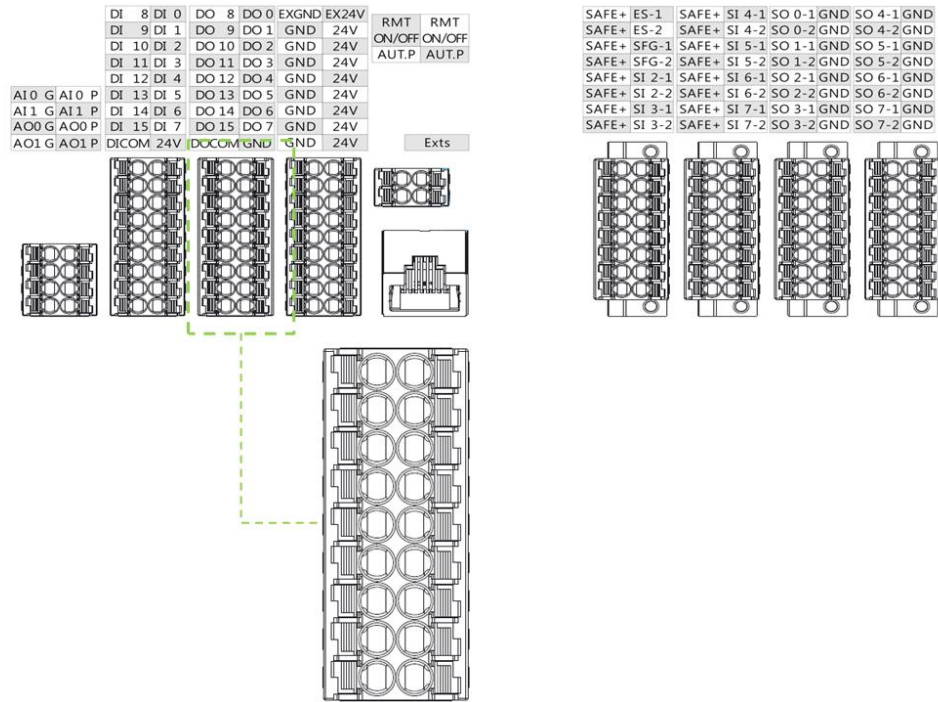 DI 8 DI 0 DO 8 DO 0 EXGND EX24V
DI 9 DI 1 DO 9 DO 1 GND 24V
DI 10 DI 2 DO 10 DO 2 GND 24V
DI 11 DI 3 DO 11 DO 3 GND 24V
DI 12 DI 4 DO 12 DO 4 GND 24V
AI 0 G AI 0 P DI 13 DI 5 DO 13 DO 5 GND 24V
AI 1 G AI 1 P DI 14 DI 6 DO 14 DO 6 GND 24V
AO0 G AO0 P DI 15 DI 7 DO 15 DO 7 GND 24V
AO1 G AO1 P DICOM 24V DOCOM GND GND 24V
RMT RMT
ON/OFF ON/OFF
AUT.P AUT.P
Exts
SAFE+ ES-1 SAFE+ SI 4-1 SO 0-1 GND SO 4-1 GND
SAFE+ ES-2 SAFE+ SI 4-2 SO 0-2 GND SO 4-2 GND
SAFE+ SFG-1 SAFE+ SI 5-1 SO 1-1 GND SO 5-1 GND
SAFE+ SFG-2 SAFE+ SI 5-2 SO 1-2 GND SO 5-2 GND
SAFE+ SI 2-1 SAFE+ SI 6-1 SO 2-1 GND SO 6-1 GND
SAFE+ SI 2-2 SAFE+ SI 6-2 SO 2-2 GND SO 6-2 GND
SAFE+ SI 3-1 SAFE+ SI 7-1 SO 3-1 GND SO 7-1 GND
SAFE+ SI 3-2 SAFE+ SI 7-2 SO 3-2 GND SO 7-2 GND